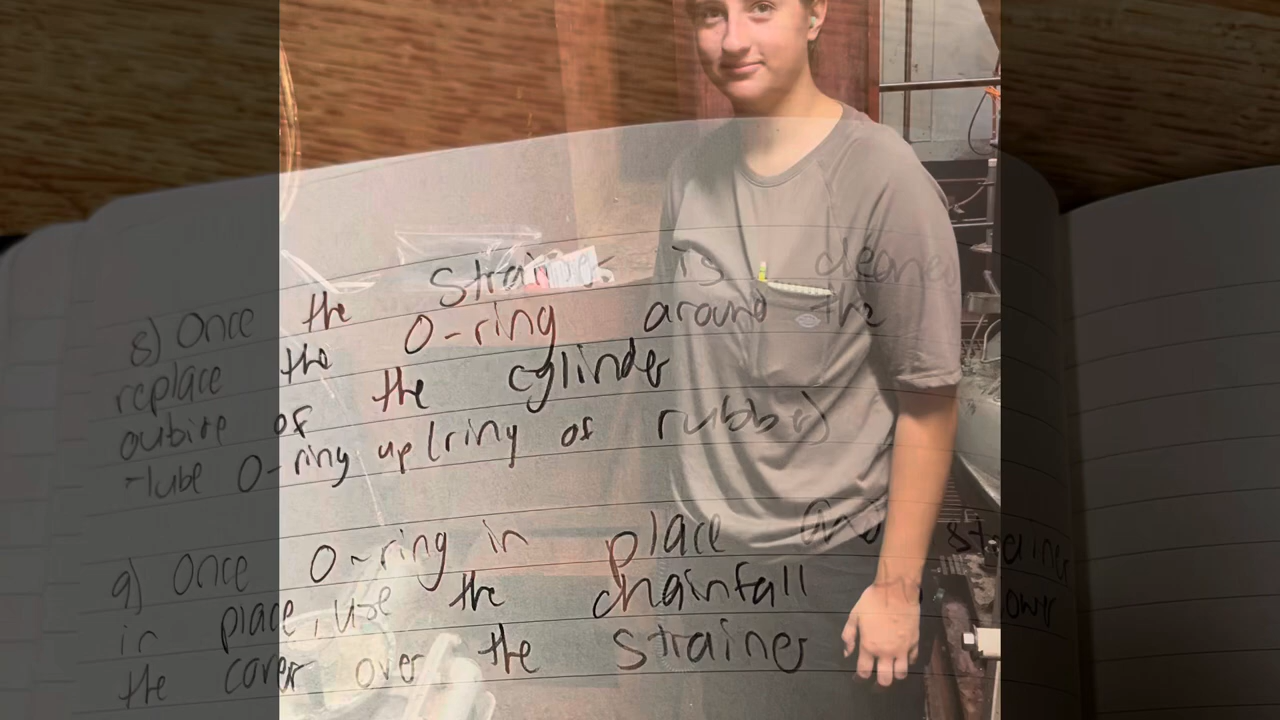 8) Once the strainer is cleaned
replace the O-ring around the
outside of the cylinder
-lube O-ring up (ring of rubber)
9) Once O-ring in place and strainer
in place, use the chainfall to lower
the cover over the strainer